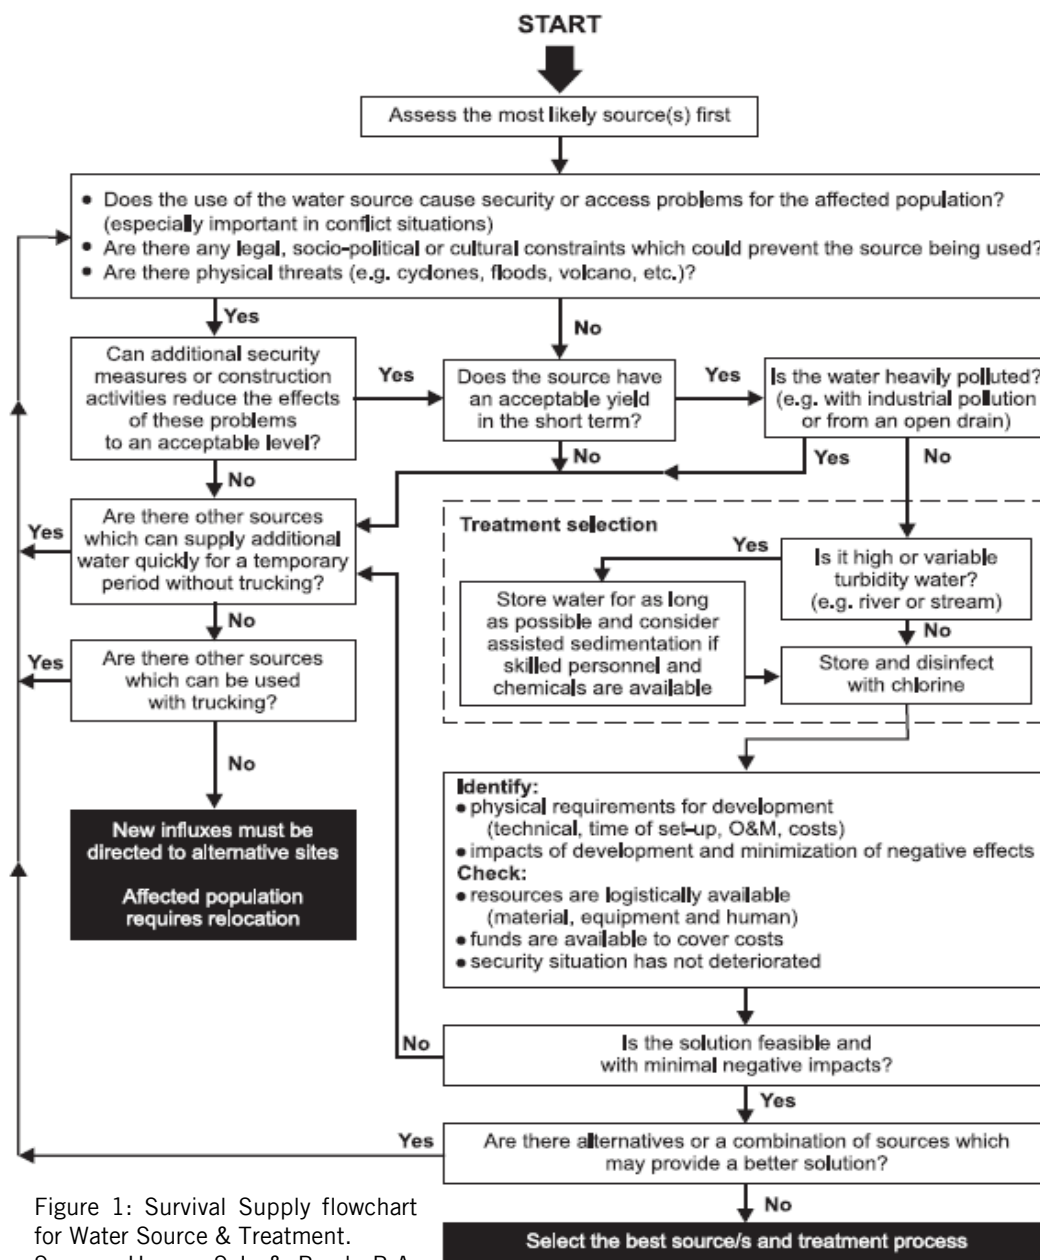 START
Assess the most likely source(s) first
• Does the use of the water source cause security or access problems for the affected population?
(especially important in conflict situations)
• Are there any legal, socio-political or cultural constraints which could prevent the source being used?
• Are there physical threats (e.g. cyclones, floods, volcano, etc.)?
Yes
No
Can additional security
measures or construction
activities reduce the effects
of these problems
to an acceptable level?
Yes
Does the source have
an acceptable yield
in the short term?
Yes
Is the water heavily polluted?
(e.g. with industrial pollution
or from an open drain)
No
No
Yes
No
Are there other sources
which can supply additional
water quickly for a temporary
period without trucking?
Yes
No
Treatment selection
Yes
Is it high or variable
turbidity water?
(e.g. river or stream)
No
Store water for as long
as possible and consider
assisted sedimentation if
skilled personnel and
chemicals are available
Store and disinfect
with chlorine
Yes
Are there other sources
which can be used
with trucking?
No
New influxes must be
directed to alternative sites
Affected population
requires relocation
Identify:
• physical requirements for development
(technical, time of set-up, O&M, costs)
• impacts of development and minimization of negative effects
Check:
• resources are logistically available
(material, equipment and human)
• funds are available to cover costs
• security situation has not deteriorated
No
Is the solution feasible and
with minimal negative impacts?
Yes
Yes
Are there alternatives or a combination of sources which
may provide a better solution?
No
Select the best source/s and treatment process
Figure 1: Survival Supply flowchart
for Water Source & Treatment.